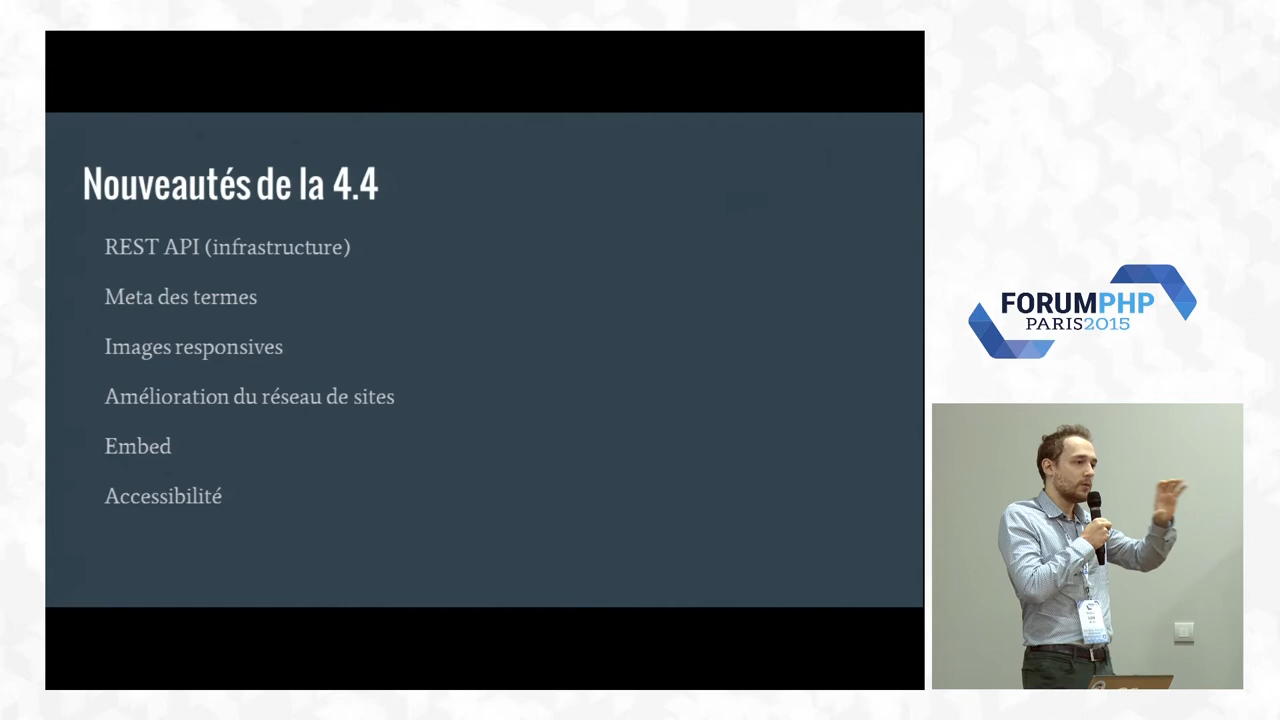 Nouveautés de la 4.4
REST API (infrastructure)
Meta des termes
Images responsives
Amélioration du réseau de sites
Embed
Accessibilité
FORUMPHP
PARIS2015